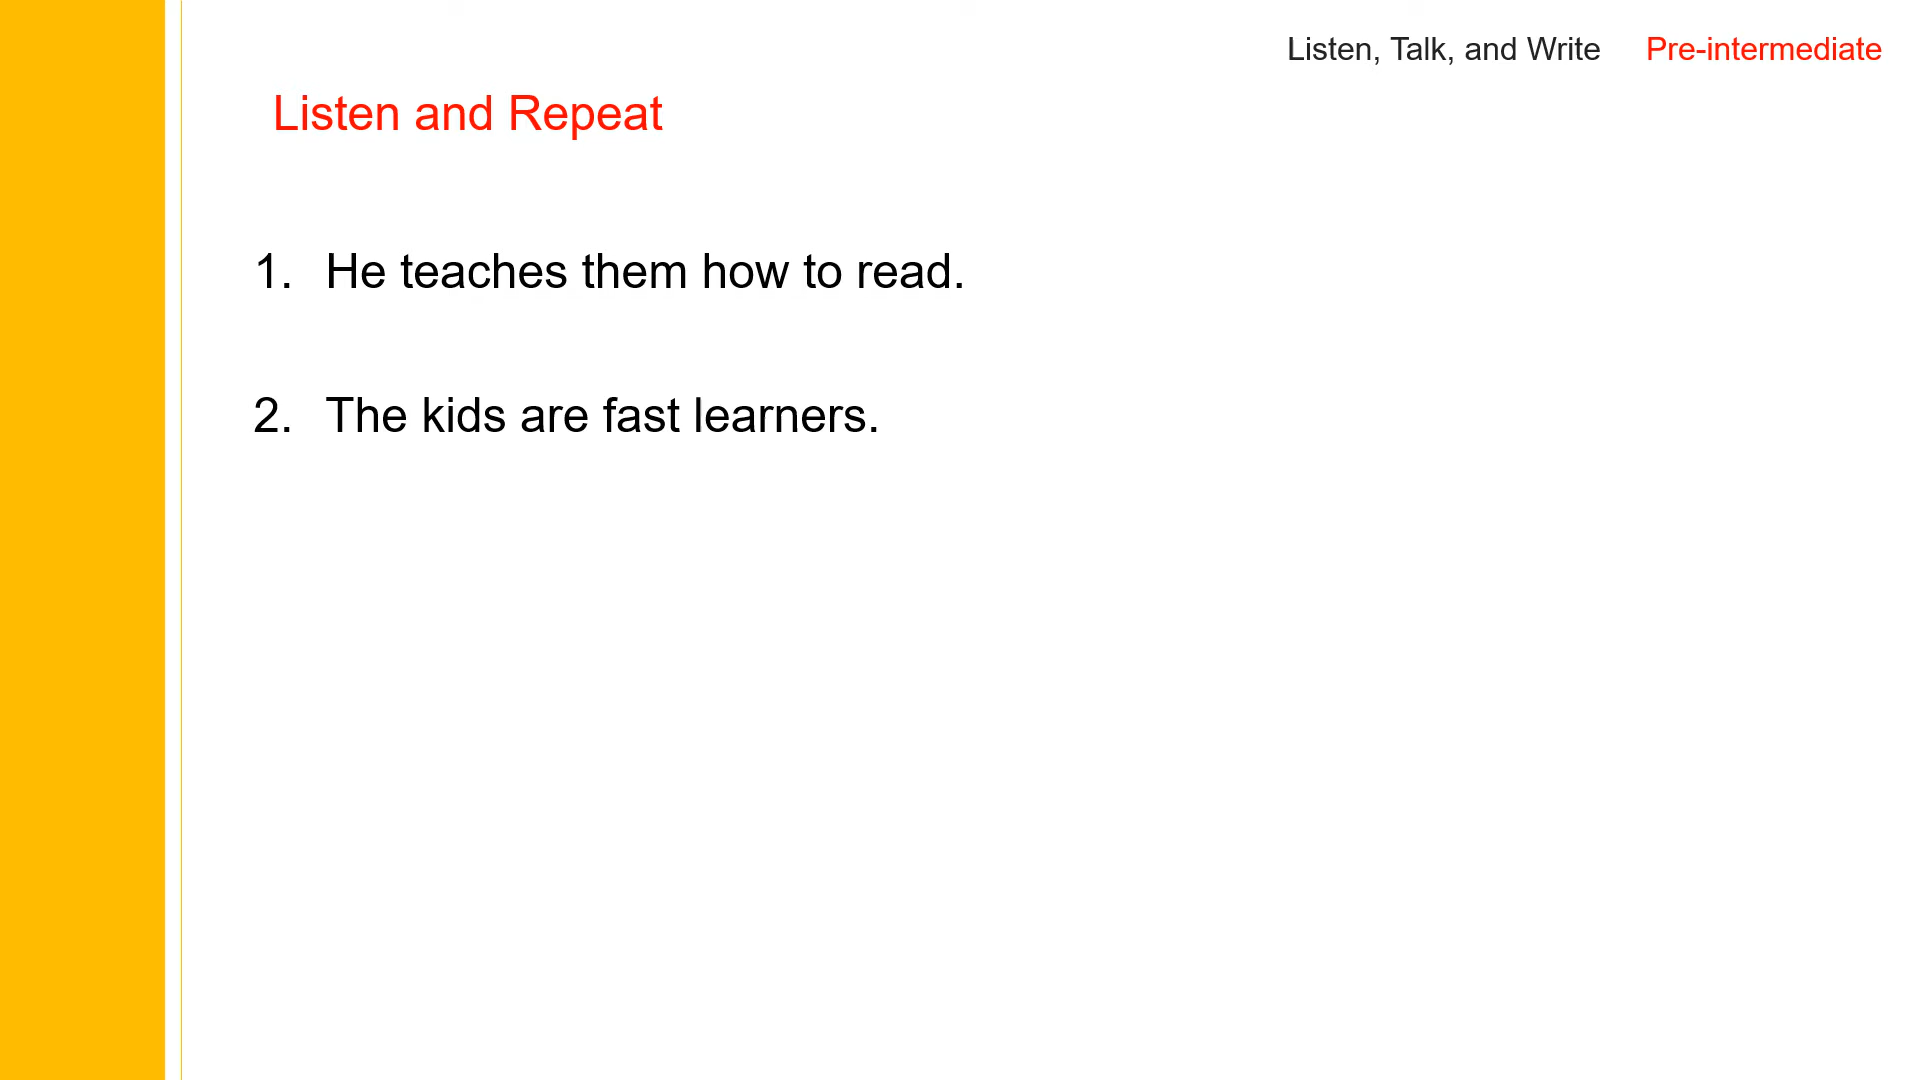 Listen, Talk, and Write Pre-intermediate
Listen and Repeat
1. He teaches them how to read.
2. The kids are fast learners.